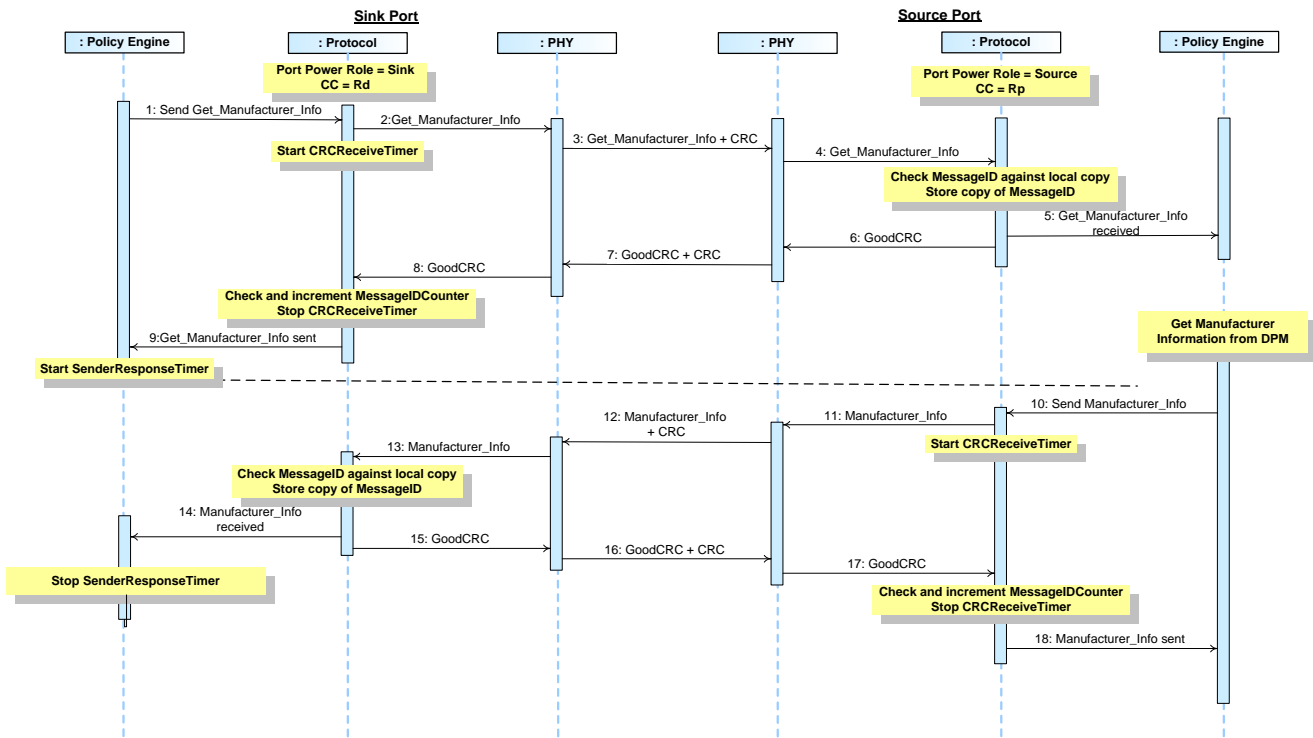 Sink Port
Source Port
: Policy Engine
: Protocol
: PHY
: PHY
: Protocol
: Policy Engine
Port Power Role = Sink
CC = Rd
Port Power Role = Source
CC = Rp
1: Send Get_Manufacturer_Info
2:Get_Manufacturer_Info
Start CRCReceiveTimer
3: Get_Manufacturer_Info + CRC
4: Get_Manufacturer_Info
Check MessageID against local copy
Store copy of MessageID
5: Get_Manufacturer_Info
received
6: GoodCRC
7: GoodCRC + CRC
8: GoodCRC
Check and increment MessageIDCounter
Stop CRCReceiveTimer
9:Get_Manufacturer_Info sent
Start SenderResponseTimer
Get Manufacturer
Information from DPM
10: Send Manufacturer_Info
11: Manufacturer_Info
Start CRCReceiveTimer
12: Manufacturer_Info
+ CRC
13: Manufacturer_Info
Check MessageID against local copy
Store copy of MessageID
14: Manufacturer_Info
received
15: GoodCRC
16: GoodCRC + CRC
17: GoodCRC
Stop SenderResponseTimer
Check and increment MessageIDCounter
Stop CRCReceiveTimer
18: Manufacturer_Info sent